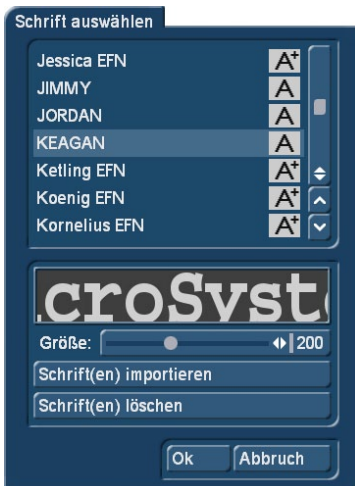 Schrift auswählen
Jessica EFN A+
JIMMY A
JORDAN A
KEAGAN A
Ketling EFN A+
Koenig EFN A+
Kornelius EFN A+
croSyst
Größe: 200
Schrift(en) importieren
Schrift(en) löschen
Ok Abbruch